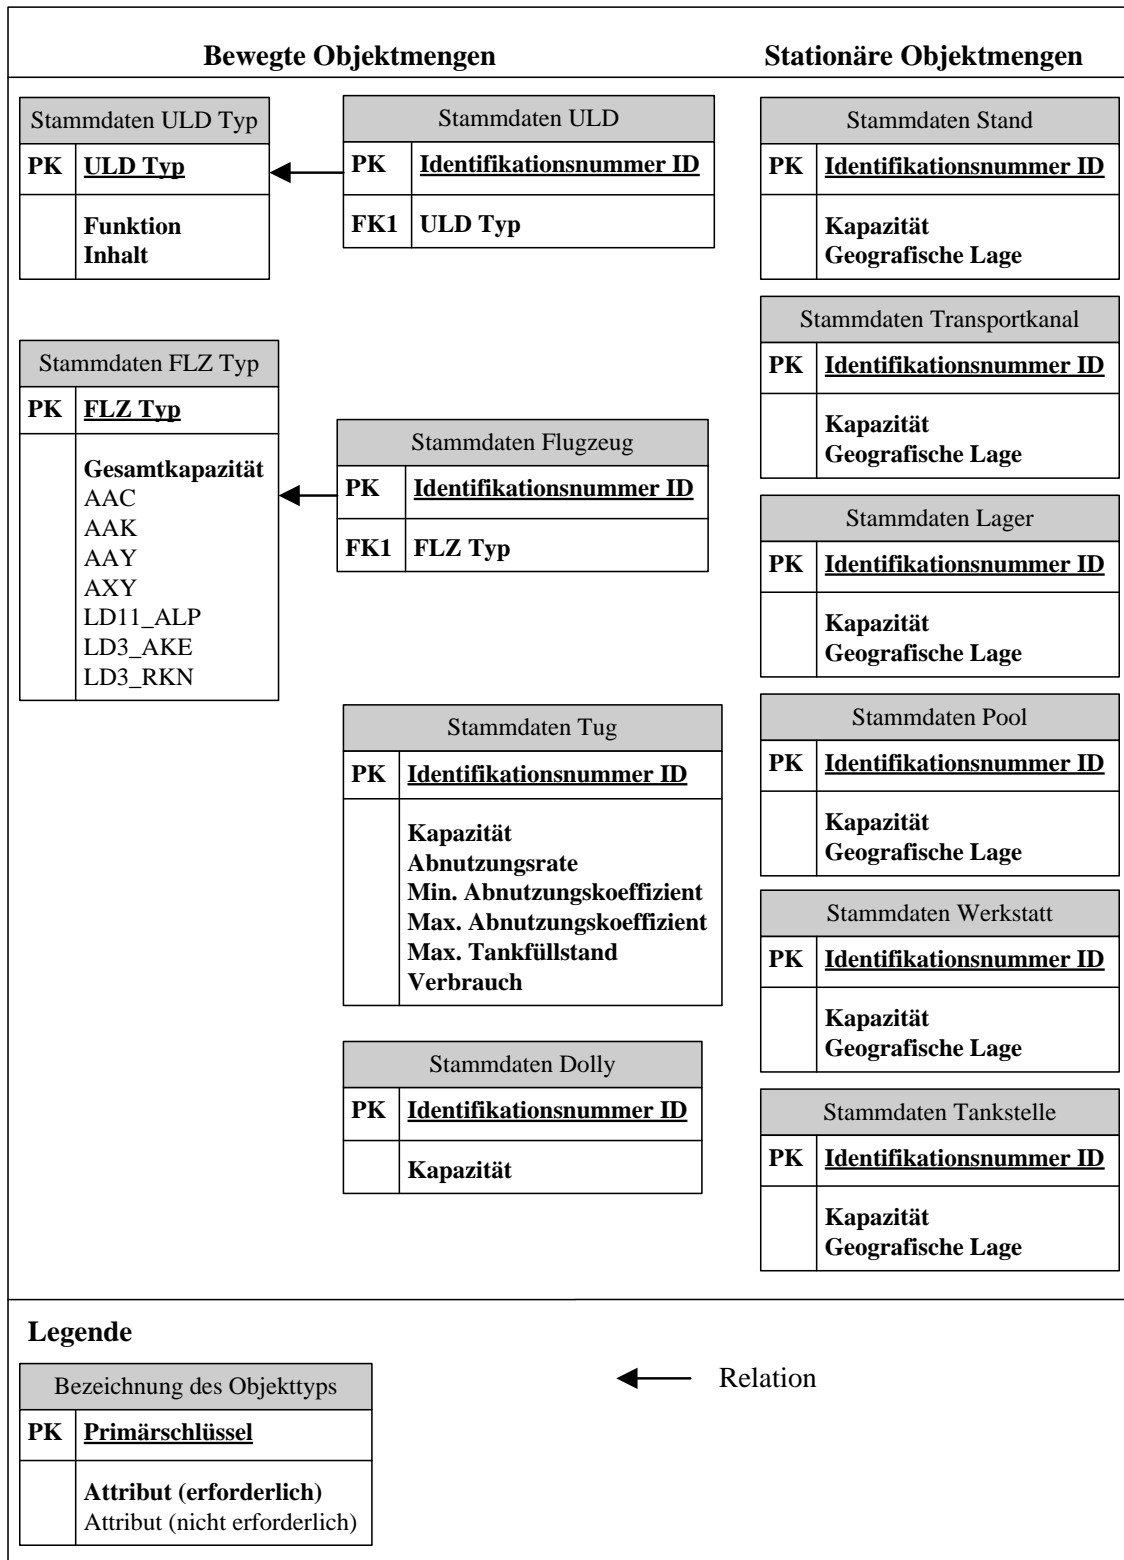 Bewegte Objektmengen
Stationäre Objektmengen
Stammdaten ULD Typ
PK ULD Typ
Funktion
Inhalt
Stammdaten ULD
PK Identifikationsnummer ID
FK1 ULD Typ
Stammdaten FLZ Typ
PK FLZ Typ
Gesamtkapazität
AAC
AAK
AAY
AXY
LD11_ALP
LD3_AKE
LD3_RKN
Stammdaten Flugzeug
PK Identifikationsnummer ID
FK1 FLZ Typ
Stammdaten Tug
PK Identifikationsnummer ID
Kapazität
Abnutzungsrate
Min. Abnutzungskoeffizient
Max. Abnutzungskoeffizient
Max. Tankfüllstand
Verbrauch
Stammdaten Dolly
PK Identifikationsnummer ID
Kapazität
Stammdaten Stand
PK Identifikationsnummer ID
Kapazität
Geografische Lage
Stammdaten Transportkanal
PK Identifikationsnummer ID
Kapazität
Geografische Lage
Stammdaten Lager
PK Identifikationsnummer ID
Kapazität
Geografische Lage
Stammdaten Pool
PK Identifikationsnummer ID
Kapazität
Geografische Lage
Stammdaten Werkstatt
PK Identifikationsnummer ID
Kapazität
Geografische Lage
Stammdaten Tankstelle
PK Identifikationsnummer ID
Kapazität
Geografische Lage
Legende
Bezeichnung des Objekttyps
PK Primärschlüssel
Attribut (erforderlich)
Attribut (nicht erforderlich)
Relation